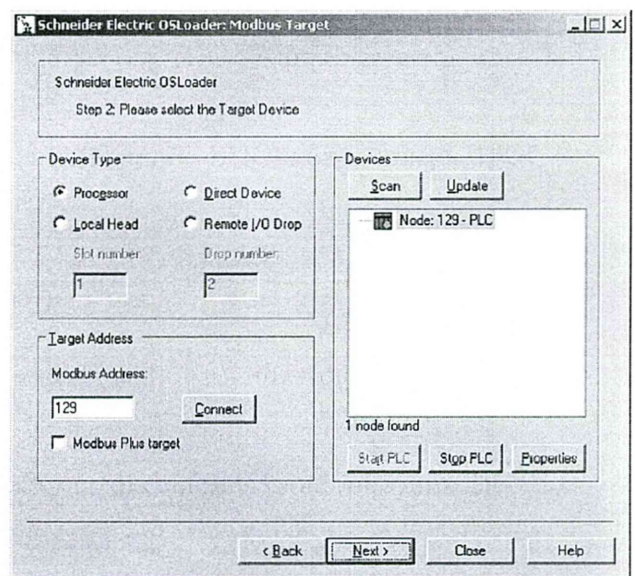 Schneider Electric OSLoader: Modbus Target
Schneider Electric OSLoader
Step 2: Please select the Target Device
Device Type
Processor
Direct Device
Local Head
Remote I/O Drop
Slot number:
Drop number:
1
2
Target Address
Modbus Address:
129
Connect
Modbus Plus target
Devices
Scan
Update
Node: 129 - PLC
1 node found
Start PLC
Stop PLC
Properties
< Back
Next >
Close
Help